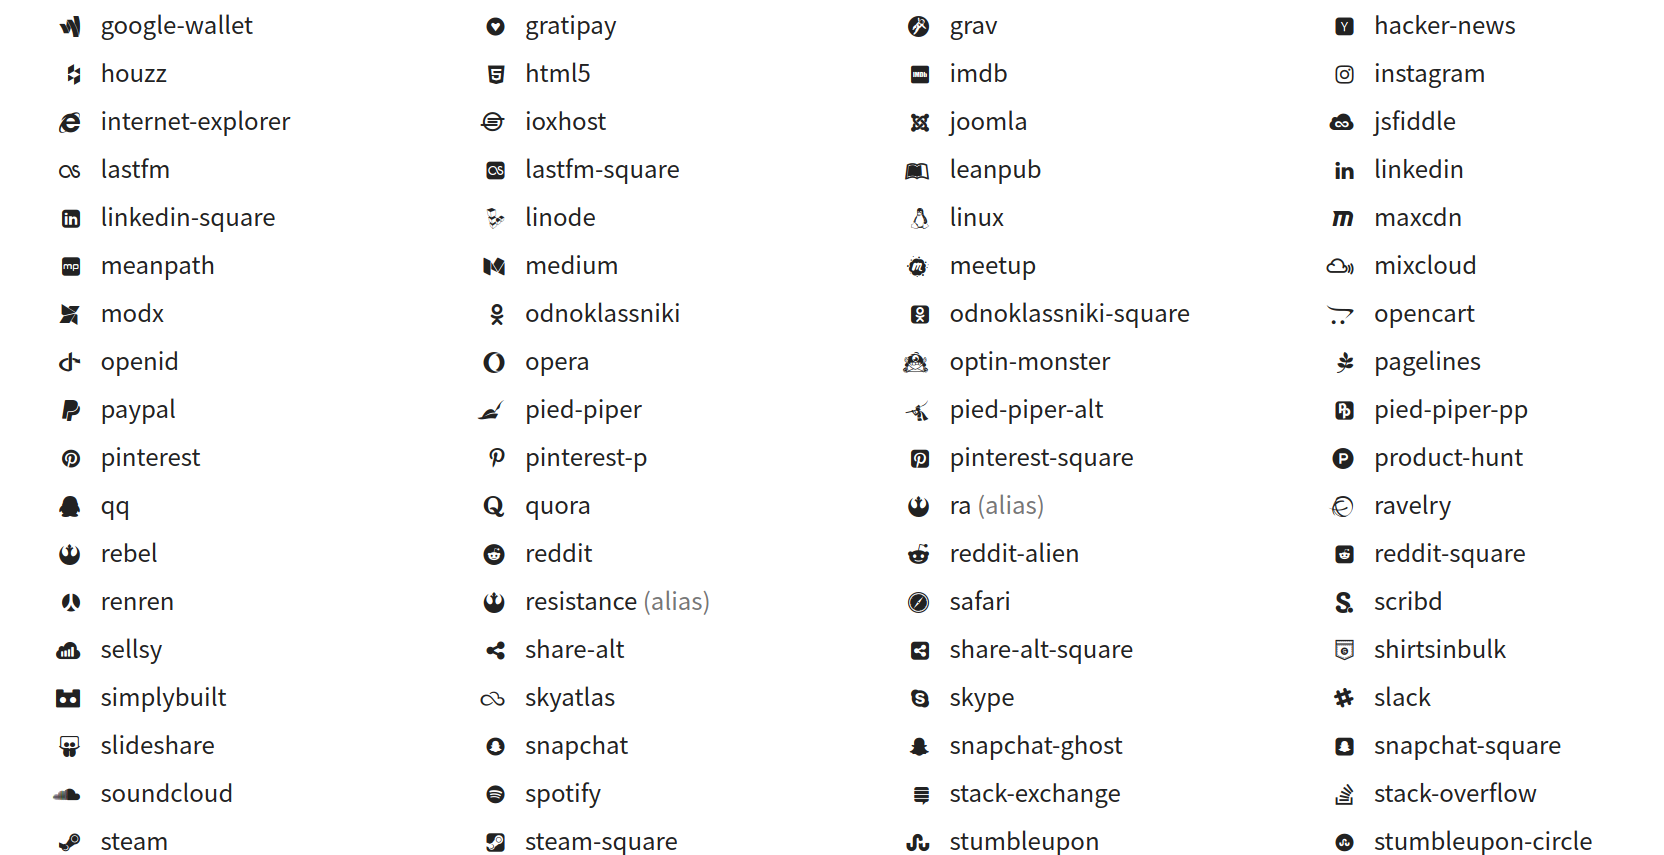 google-wallet gratipay grav hacker-news
houzz html5 imdb instagram
internet-explorer ioxhost joomla jsfiddle
lastfm lastfm-square leanpub linkedin
linkedin-square linode linux maxcdn
meanpath medium meetup mixcloud
modx odnoklassniki odnoklassniki-square opencart
openid opera optin-monster pagelines
paypal pied-piper pied-piper-alt pied-piper-pp
pinterest pinterest-p pinterest-square product-hunt
qq quora ra (alias) ravelry
rebel reddit reddit-alien reddit-square
renren resistance (alias) safari scribd
sellsy share-alt share-alt-square shirtsinbulk
simplybuilt skyatlas skype slack
slideshare snapchat snapchat-ghost snapchat-square
soundcloud spotify stack-exchange stack-overflow
steam steam-square stumbleupon stumbleupon-circle